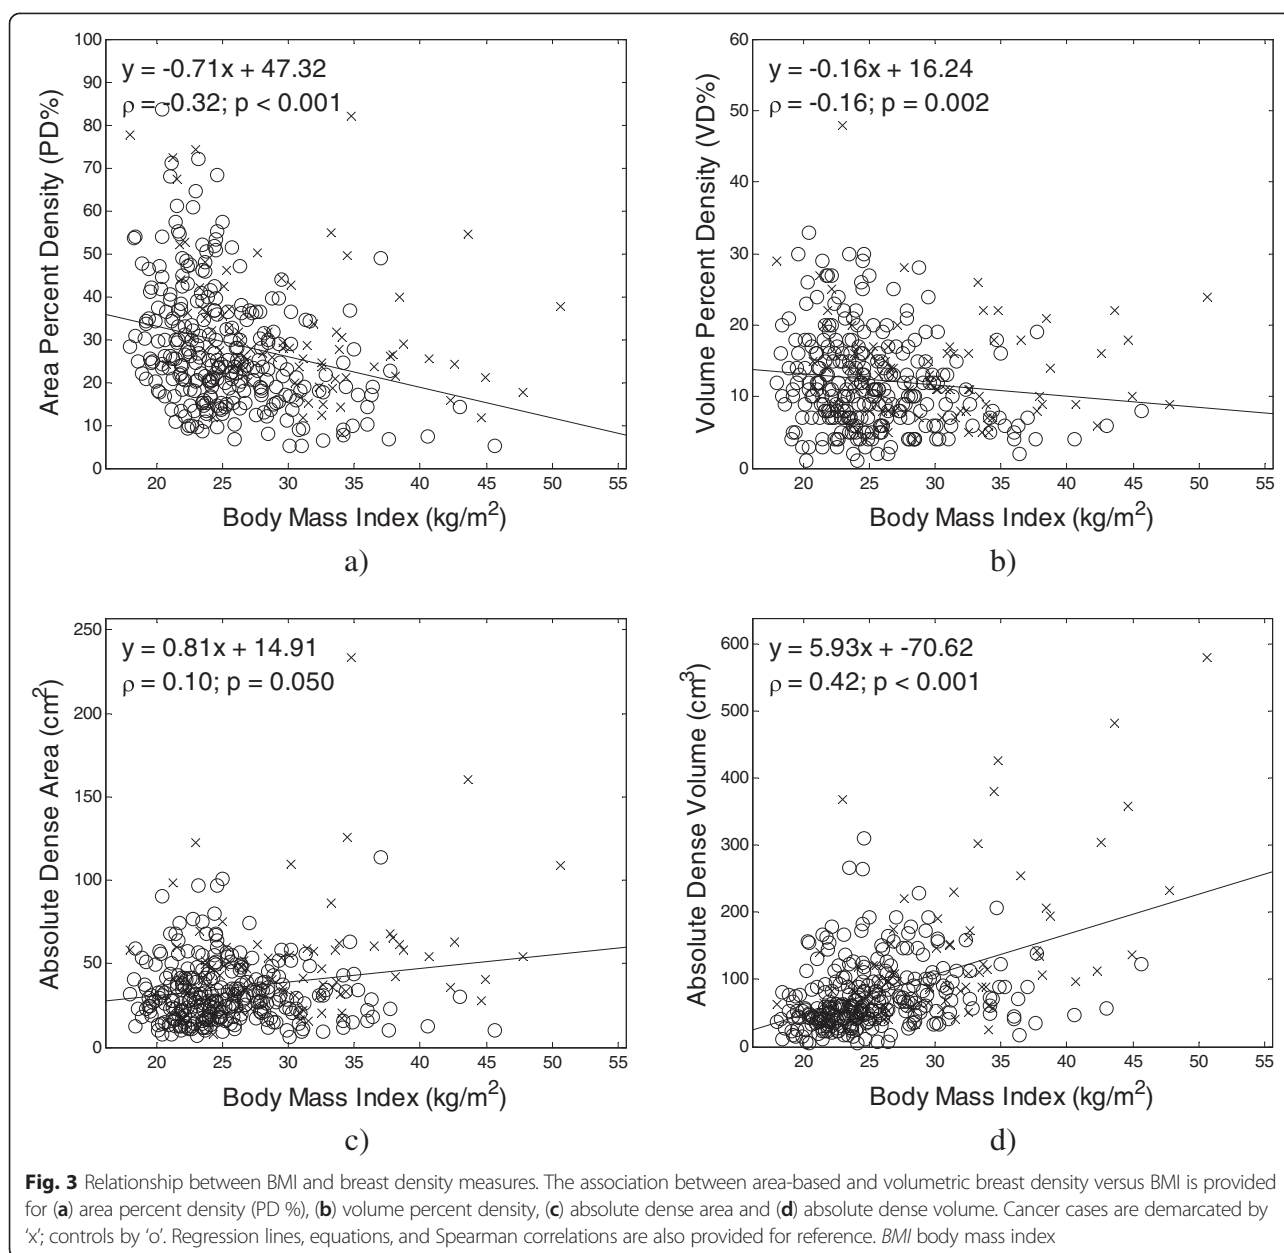 100
90
80
70
60
50
40
30
20
10
0
Area Percent Density (PD%)
y = -0.71x + 47.32
ρ = -0.32; p < 0.001
20 25 30 35 40 45 50 55
Body Mass Index (kg/m²)
a)
60
50
40
30
20
10
0
Volume Percent Density (VD%)
y = -0.16x + 16.24
ρ = -0.16; p = 0.002
20 25 30 35 40 45 50 55
Body Mass Index (kg/m²)
b)
250
200
150
100
50
0
Absolute Dense Area (cm²)
y = 0.81x + 14.91
ρ = 0.10; p = 0.050
20 25 30 35 40 45 50 55
Body Mass Index (kg/m²)
c)
600
500
400
300
200
100
0
Absolute Dense Volume (cm³)
y = 5.93x + -70.62
ρ = 0.42; p < 0.001
20 25 30 35 40 45 50 55
Body Mass Index (kg/m²)
d)
Fig. 3 Relationship between BMI and breast density measures. The association between area-based and volumetric breast density versus BMI is provided
for (a) area percent density (PD %), (b) volume percent density, (c) absolute dense area and (d) absolute dense volume. Cancer cases are demarcated by
‘x’; controls by ‘o’. Regression lines, equations, and Spearman correlations are also provided for reference. BMI body mass index